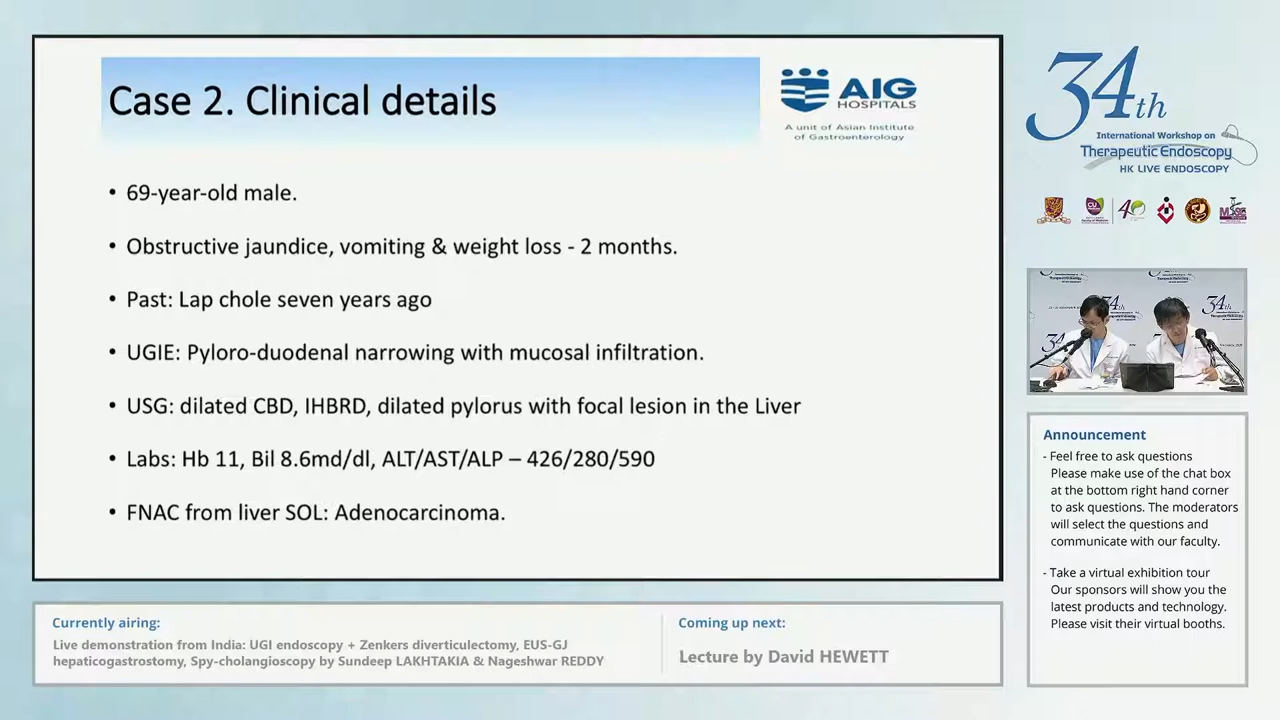 Case 2. Clinical details
AIG
HOSPITALS
A unit of Asian Institute
of Gastroenterology
• 69-year-old male.
• Obstructive jaundice, vomiting & weight loss - 2 months.
• Past: Lap chole seven years ago
• UGIE: Pyloro-duodenal narrowing with mucosal infiltration.
• USG: dilated CBD, IHBRD, dilated pylorus with focal lesion in the Liver
• Labs: Hb 11, Bil 8.6md/dl, ALT/AST/ALP – 426/280/590
• FNAC from liver SOL: Adenocarcinoma.
34th
International Workshop on
Therapeutic Endoscopy
HK LIVE ENDOSCOPY
34th
34th
Announcement
- Feel free to ask questions
Please make use of the chat box
at the bottom right hand corner
to ask questions. The moderators
will select the questions and
communicate with our faculty.
- Take a virtual exhibition tour
Our sponsors will show you the
latest products and technology.
Please visit their virtual booths.
Currently airing:
Live demonstration from India: UGI endoscopy + Zenkers diverticulectomy, EUS-GJ
hepaticogastrostomy, Spy-cholangioscopy by Sundeep LAKHTAKIA & Nageshwar REDDY
Coming up next:
Lecture by David HEWETT